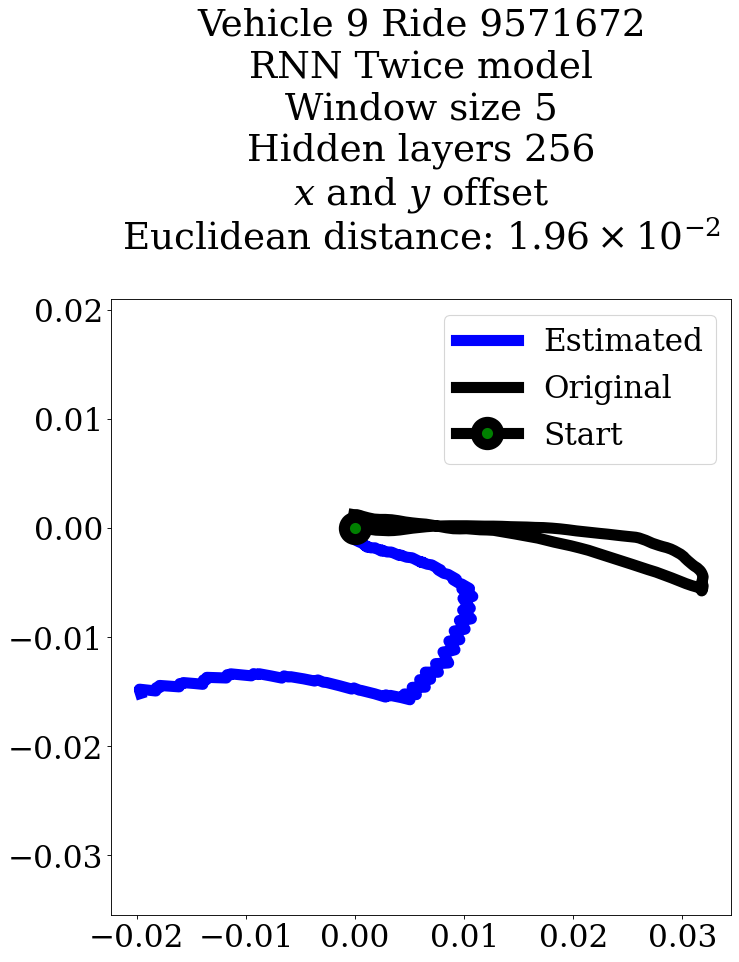 Vehicle 9 Ride 9571672
RNN Twice model
Window size 5
Hidden layers 256
x and y offset
Euclidean distance: 1.96 × 10⁻²
Estimated
Original
Start
0.02
0.01
0.00
−0.01
−0.02
−0.03
−0.02 −0.01 0.00 0.01 0.02 0.03